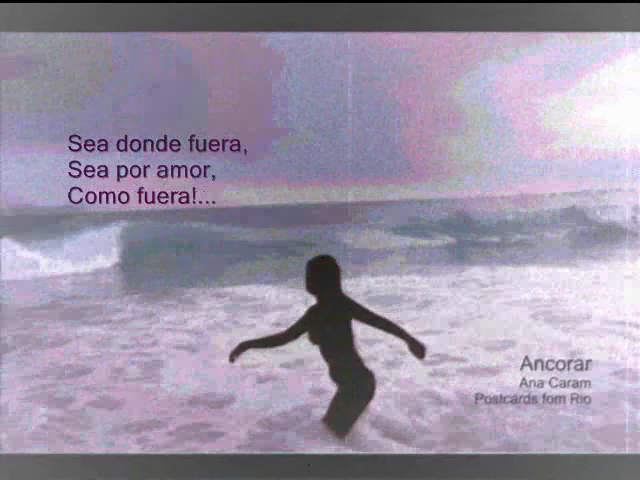 Sea donde fuera,
Sea por amor,
Como fuera!...
Ancorar
Ana Caram
Postcards fom Rio